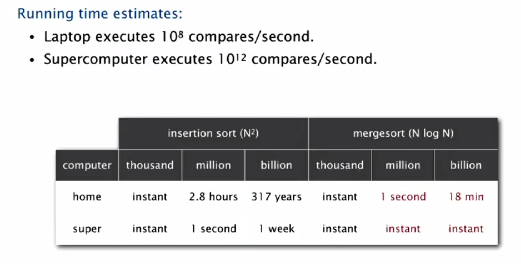 Running time estimates:
• Laptop executes 10⁸ compares/second.
• Supercomputer executes 10¹² compares/second.
insertion sort (N²) mergesort (N log N)
computer thousand million billion thousand million billion
home instant 2.8 hours 317 years instant 1 second 18 min
super instant 1 second 1 week instant instant instant